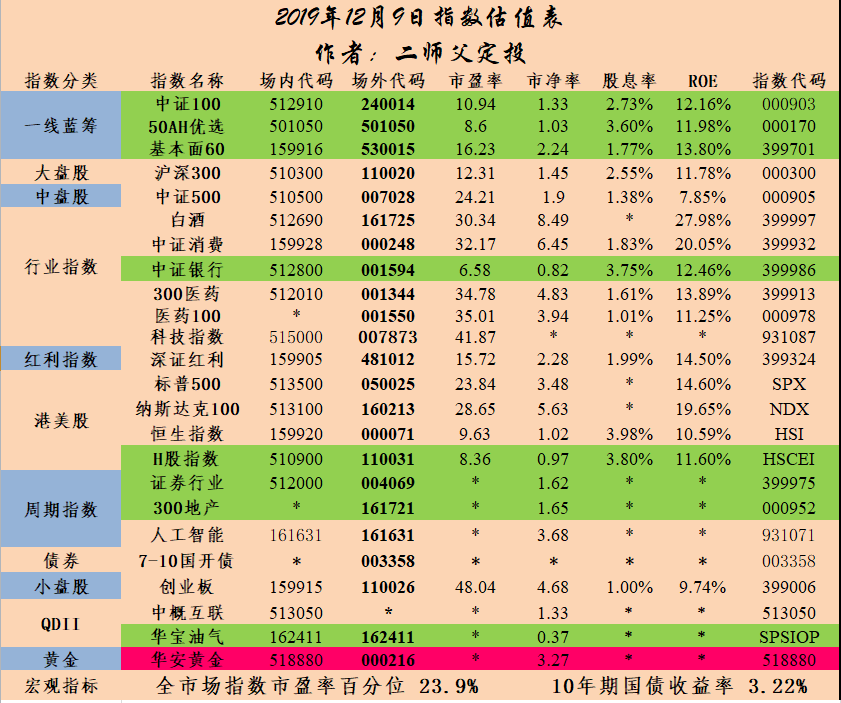 2019年12月9日指数估值表
作者：二师父定投
指数分类 指数名称 场内代码 场外代码 市盈率 市净率 股息率 ROE 指数代码
一线蓝筹 中证100 512910 240014 10.94 1.33 2.73% 12.16% 000903
50AH优选 501050 501050 8.6 1.03 3.60% 11.98% 000170
基本面60 159916 530015 16.23 2.24 1.77% 13.80% 399701
大盘股 沪深300 510300 110020 12.31 1.45 2.55% 11.78% 000300
中盘股 中证500 510500 007028 24.21 1.9 1.38% 7.85% 000905
行业指数 白酒 512690 161725 30.34 8.49 * 27.98% 399997
中证消费 159928 000248 32.17 6.45 1.83% 20.05% 399932
中证银行 512800 001594 6.58 0.82 3.75% 12.46% 399986
300医药 512010 001344 34.78 4.83 1.61% 13.89% 399913
医药100 * 001550 35.01 3.94 1.01% 11.25% 000978
科技指数 515000 007873 41.87 * * * 931087
红利指数 深证红利 159905 481012 15.72 2.28 1.99% 14.50% 399324
港美股 标普500 513500 050025 23.84 3.48 * 14.60% SPX
纳斯达克100 513100 160213 28.65 5.63 * 19.65% NDX
恒生指数 159920 000071 9.63 1.02 3.98% 10.59% HSI
H股指数 510900 110031 8.36 0.97 3.80% 11.60% HSCEI
周期指数 证券行业 512000 004069 * 1.62 * * 399975
300地产 * 161721 * 1.65 * * 000952
人工智能 161631 161631 * 3.68 * * 931071
债券 7-10国开债 * 003358 * * * * 003358
小盘股 创业板 159915 110026 48.04 4.68 1.00% 9.74% 399006
QDII 中概互联 513050 * * 1.33 * * 513050
华宝油气 162411 162411 * 0.37 * * SPSIOP
黄金 华安黄金 518880 000216 * 3.27 * * 518880
宏观指标 全市场指数市盈率百分位 23.9% 10年期国债收益率 3.22%